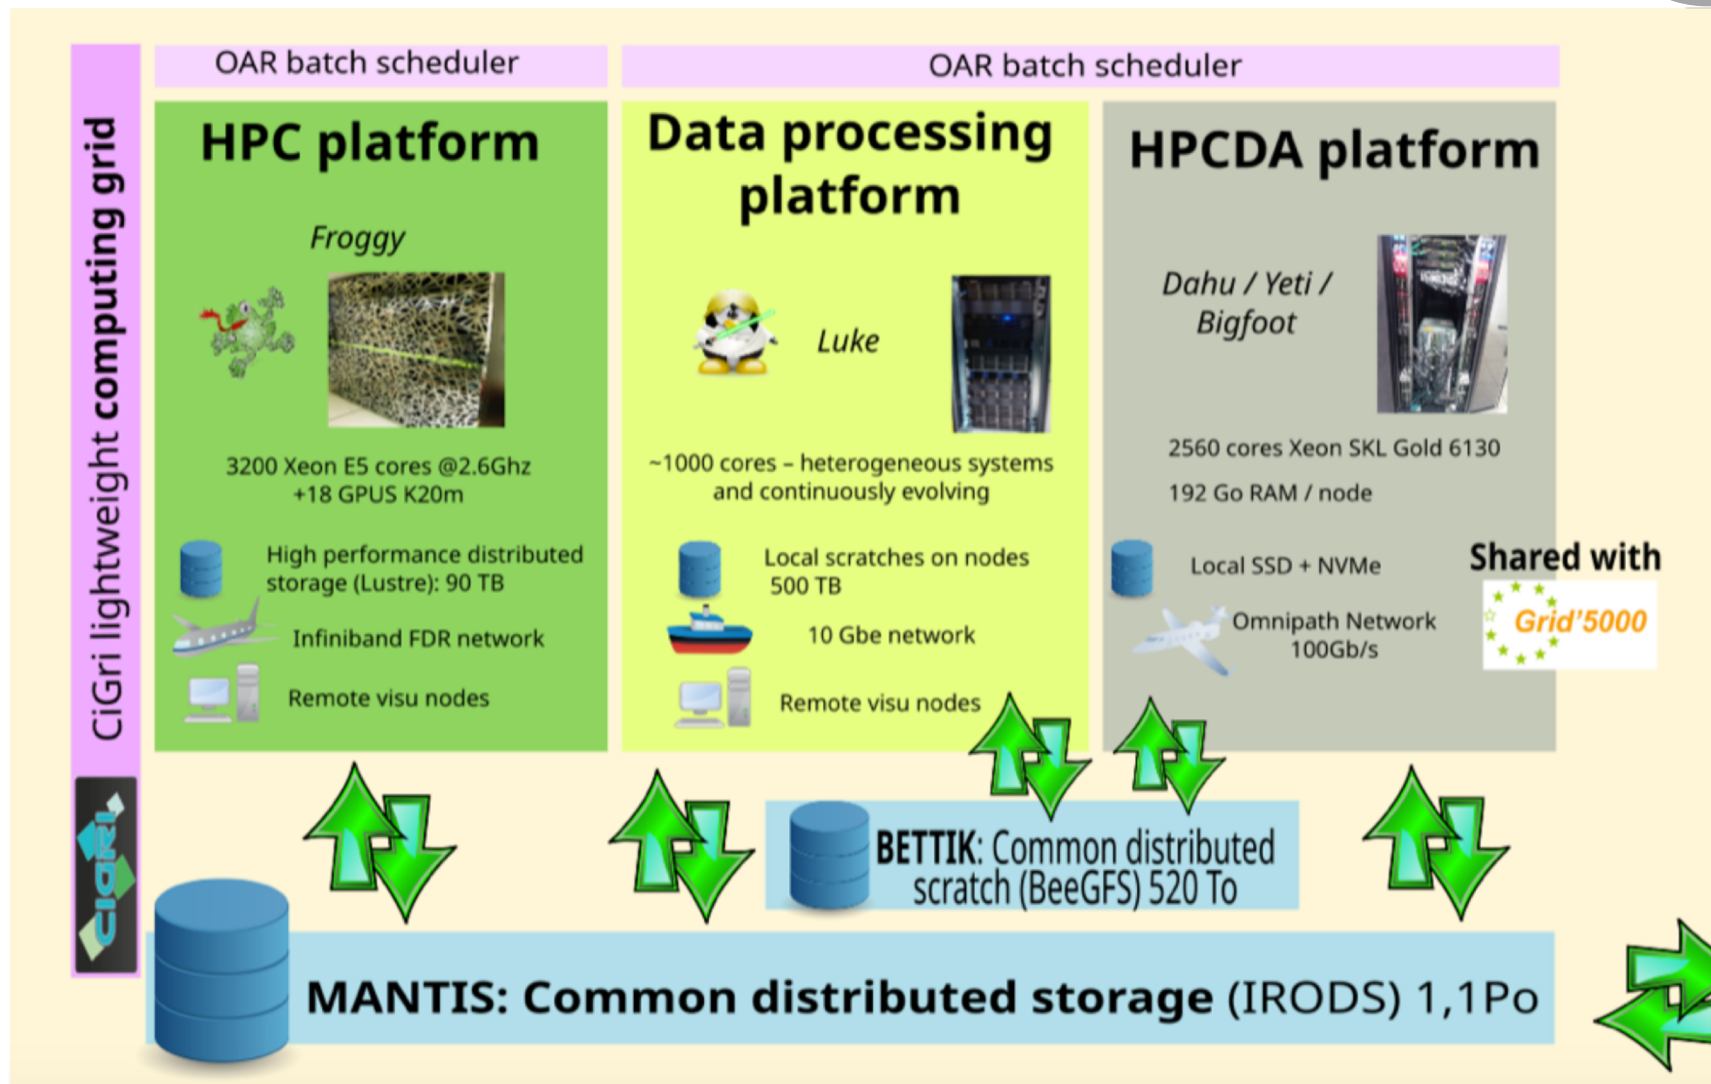 OAR batch scheduler
OAR batch scheduler
CiGri lightweight computing grid
HPC platform
Froggy
3200 Xeon E5 cores @2.6Ghz
+18 GPUS K20m
High performance distributed
storage (Lustre): 90 TB
Infiniband FDR network
Remote visu nodes
Data processing
platform
Luke
~1000 cores – heterogeneous systems
and continuously evolving
Local scratches on nodes
500 TB
10 Gbe network
Remote visu nodes
HPCDA platform
Dahu / Yeti /
Bigfoot
2560 cores Xeon SKL Gold 6130
192 Go RAM / node
Local SSD + NVMe
Omnipath Network
100Gb/s
Shared with
Grid'5000
CIGRI
BETTIK: Common distributed
scratch (BeeGFS) 520 To
MANTIS: Common distributed storage (IRODS) 1,1Po